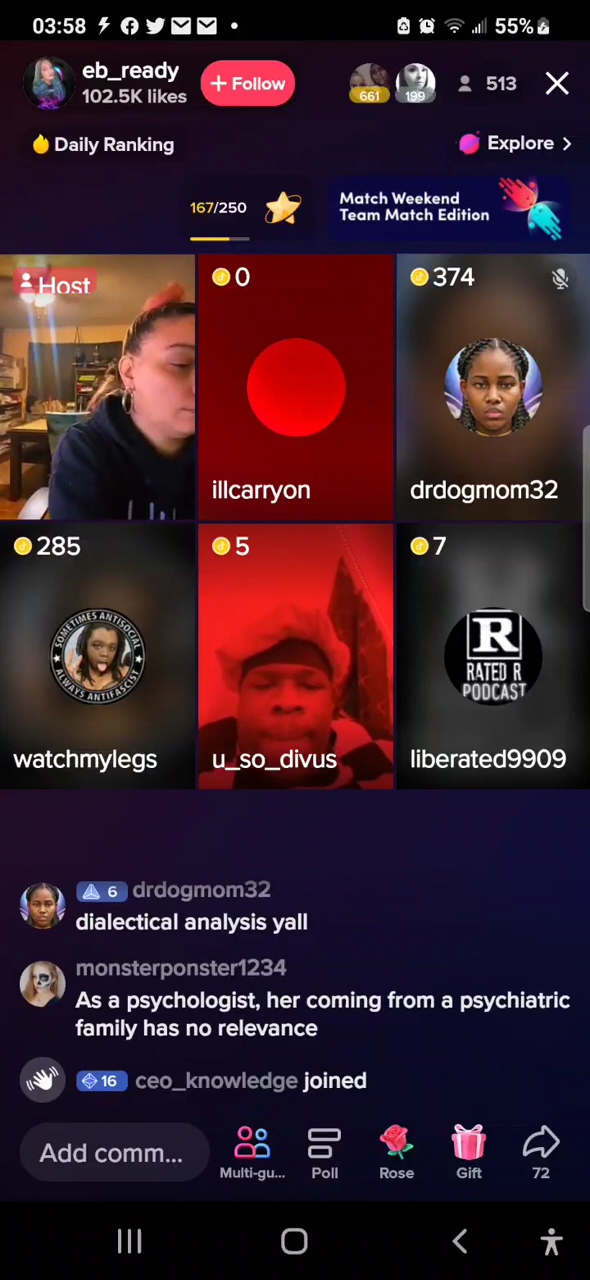 03:58
55%
eb_ready
102.5K likes
+ Follow
661
199
513
Daily Ranking
Explore >
167/250
Match Weekend
Team Match Edition
Host
0
374
illcarryon
drdogmom32
285
5
7
SOMETIMES ANTISOCIAL
ALWAYS ANTIFASCIST
R
RATED R
PODCAST
watchmylegs
u_so_divus
liberated9909
6 drdogmom32
dialectical analysis yall
monsterponster1234
As a psychologist, her coming from a psychiatric
family has no relevance
16 ceo_knowledge joined
Add comm...
Multi-gu...
Poll
Rose
Gift
72